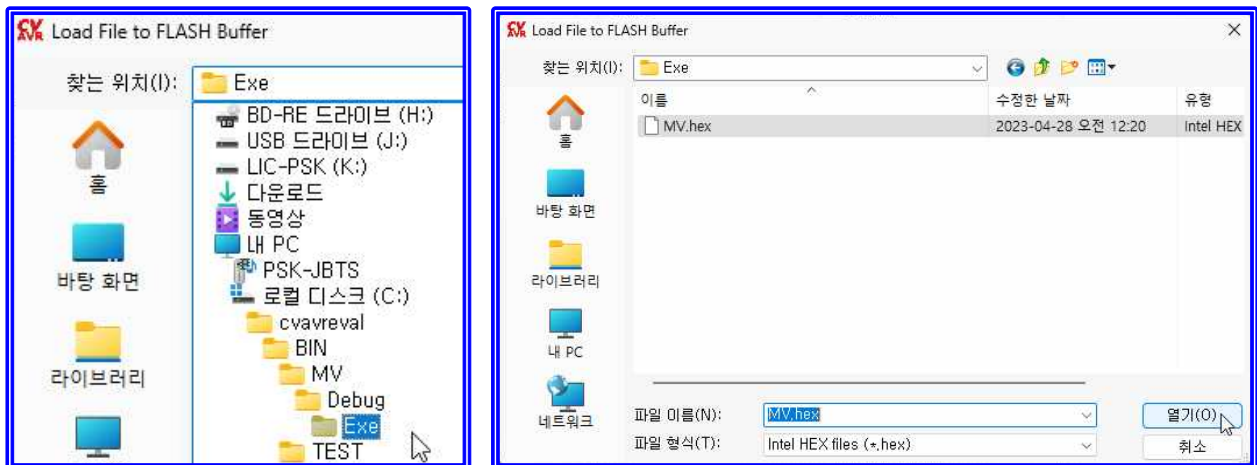 CV AVR Load File to FLASH Buffer
찾는 위치(I): Exe
홈
바탕 화면
라이브러리
BD-RE 드라이브 (H:)
USB 드라이브 (J:)
LIC-PSK (K:)
다운로드
동영상
내 PC
PSK-JBTS
로컬 디스크 (C:)
cvavreval
BIN
MV
Debug
Exe
TEST
CV AVR Load File to FLASH Buffer
찾는 위치(I): Exe
홈
바탕 화면
라이브러리
내 PC
네트워크
이름 수정한 날짜 유형
MV.hex 2023-04-28 오전 12:20 Intel HEX
파일 이름(N): MV.hex 열기(O)
파일 형식(T): Intel HEX files (*.hex) 취소